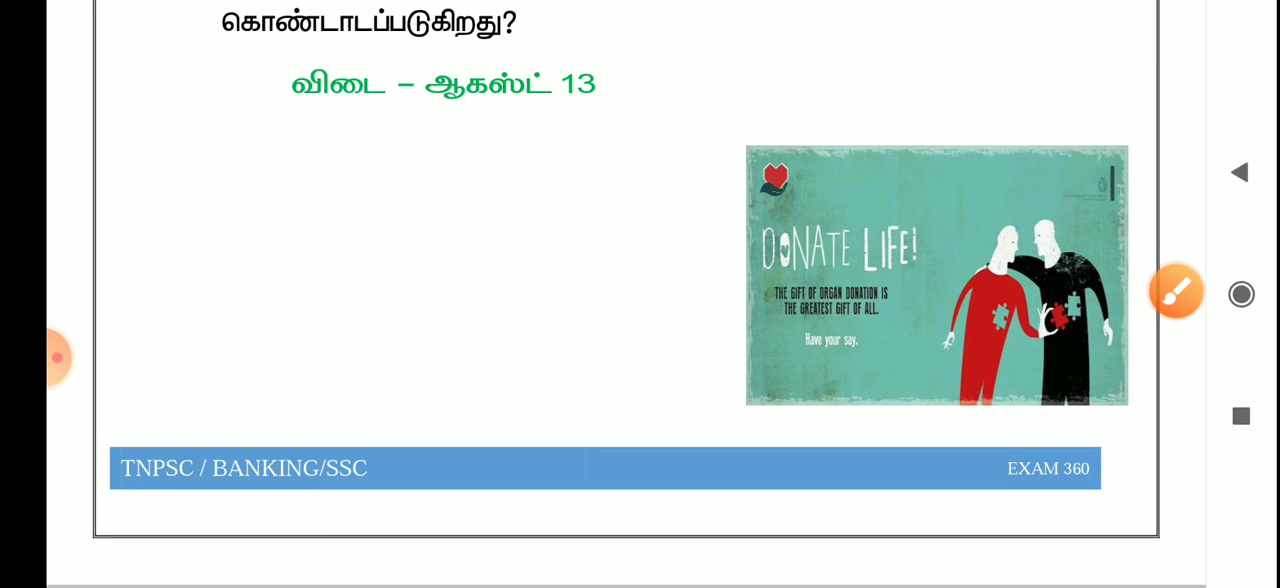 கொண்டாடப்படுகிறது?
விடை – ஆகஸ்ட் 13
DONATE LIFE!
THE GIFT OF ORGAN DONATION IS
THE GREATEST GIFT OF ALL.
Have your say.
TNPSC / BANKING/SSC
EXAM 360